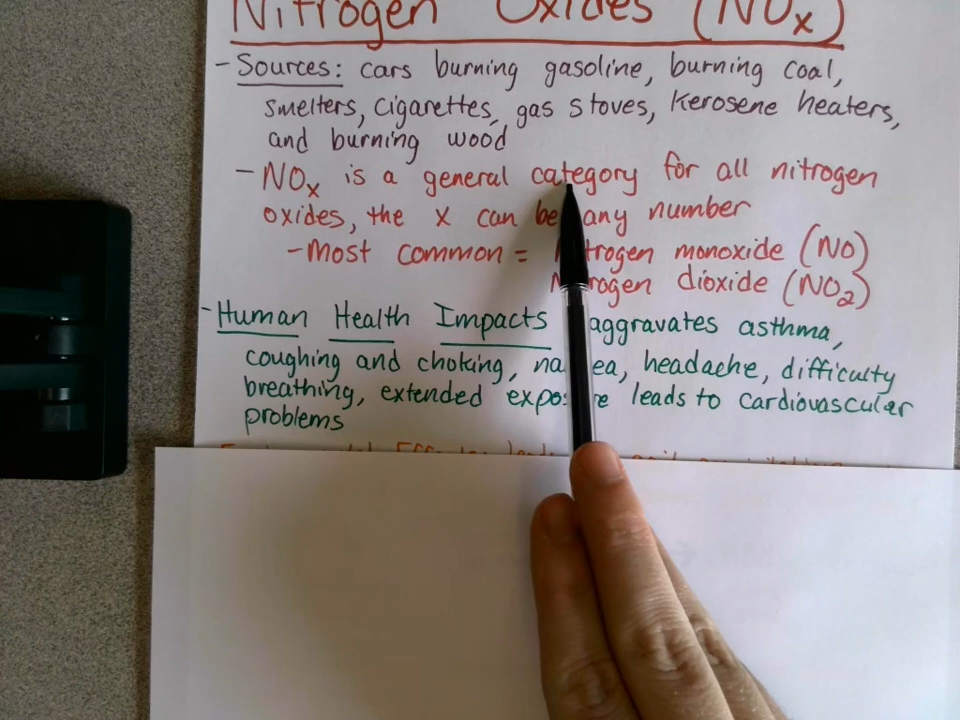 Nitrogen Oxides (NOx)
- Sources: cars burning gasoline, burning coal,
smelters, cigarettes, gas stoves, kerosene heaters,
and burning wood
- NOx is a general category for all nitrogen
oxides, the x can be any number
- Most common = Nitrogen monoxide (NO)
Nitrogen dioxide (NO2)
- Human Health Impacts aggravates asthma,
coughing and choking, nausea, headache, difficulty
breathing, extended exposure leads to cardiovascular
problems